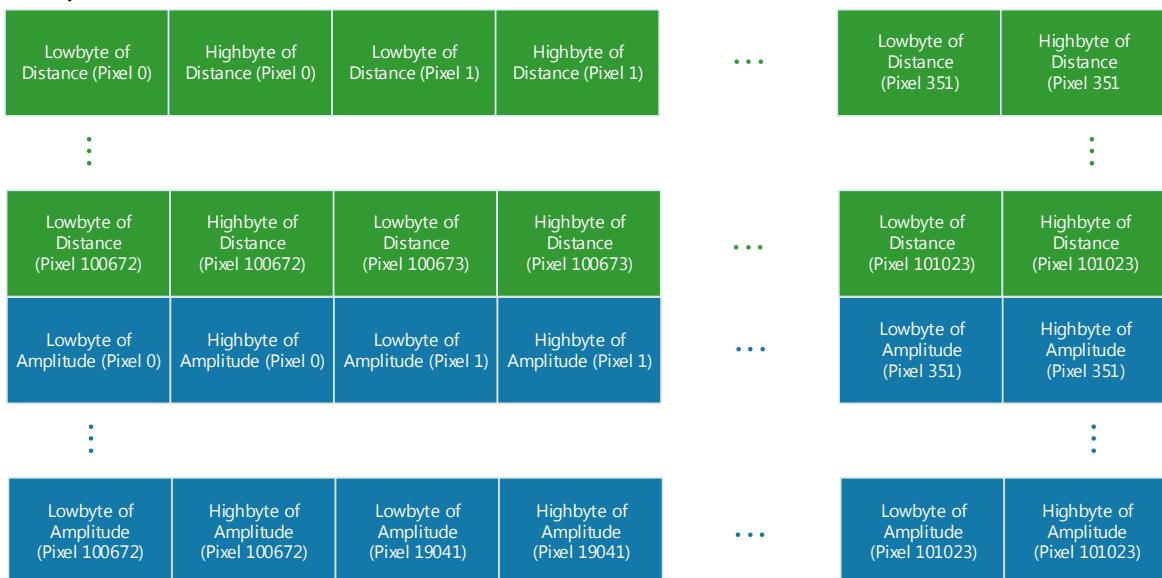 Lowbyte of
Distance (Pixel 0)
Highbyte of
Distance (Pixel 0)
Lowbyte of
Distance (Pixel 1)
Highbyte of
Distance (Pixel 1)
...
Lowbyte of
Distance
(Pixel 351)
Highbyte of
Distance
(Pixel 351
Lowbyte of
Distance
(Pixel 100672)
Highbyte of
Distance
(Pixel 100672)
Lowbyte of
Distance
(Pixel 100673)
Highbyte of
Distance
(Pixel 100673)
...
Lowbyte of
Distance
(Pixel 101023)
Highbyte of
Distance
(Pixel 101023)
Lowbyte of
Amplitude (Pixel 0)
Highbyte of
Amplitude (Pixel 0)
Lowbyte of
Amplitude (Pixel 1)
Highbyte of
Amplitude (Pixel 1)
...
Lowbyte of
Amplitude
(Pixel 351)
Highbyte of
Amplitude
(Pixel 351)
Lowbyte of
Amplitude
(Pixel 100672)
Highbyte of
Amplitude
(Pixel 100672)
Lowbyte of
Amplitude
(Pixel 19041)
Highbyte of
Amplitude
(Pixel 19041)
...
Lowbyte of
Amplitude
(Pixel 101023)
Highbyte of
Amplitude
(Pixel 101023)